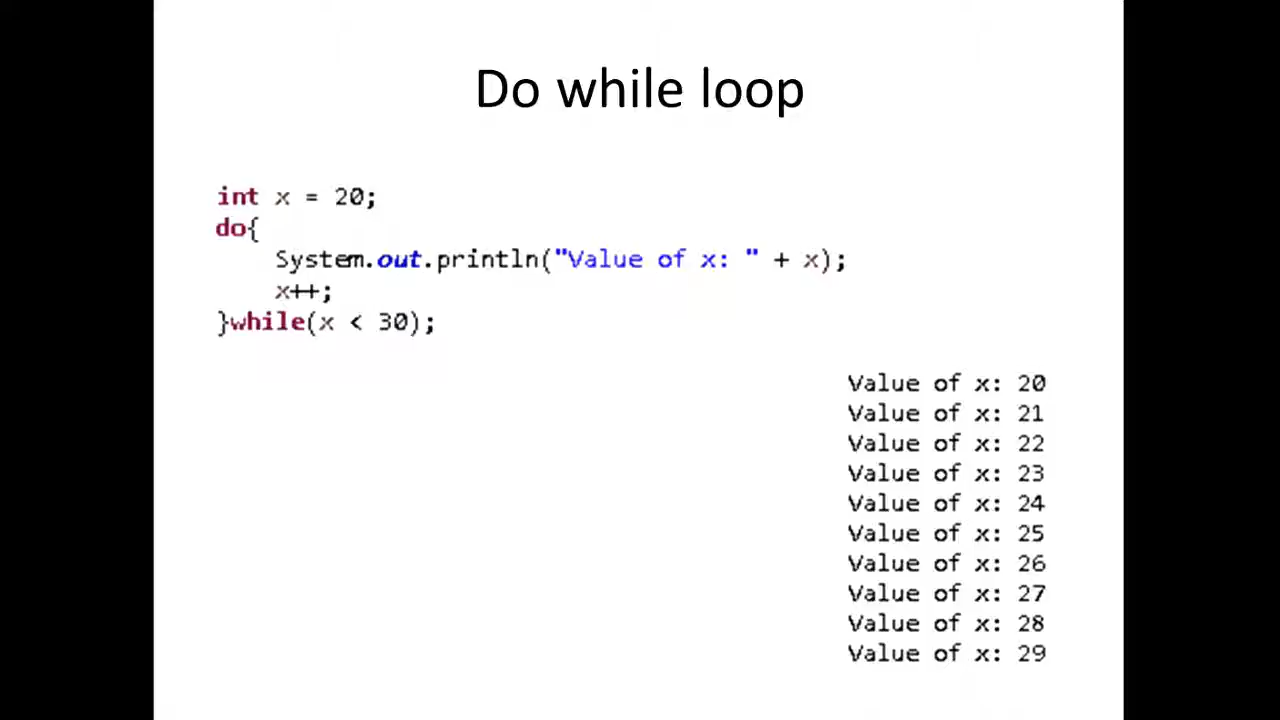 Do while loop
int x = 20;
do{
System.out.println("Value of x: " + x);
x++;
}while(x < 30);
Value of x: 20
Value of x: 21
Value of x: 22
Value of x: 23
Value of x: 24
Value of x: 25
Value of x: 26
Value of x: 27
Value of x: 28
Value of x: 29